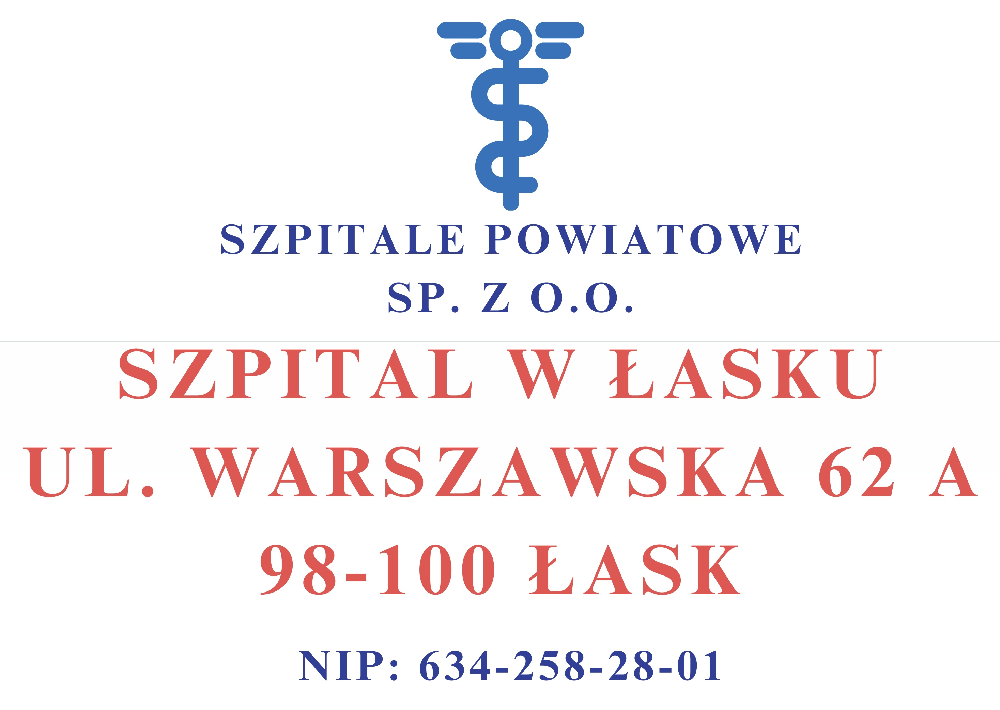 SZPITALE POWIATOWE
SP. Z O.O.
SZPITAL W ŁASKU
UL. WARSZAWSKA 62 A
98-100 ŁASK
NIP: 634-258-28-01